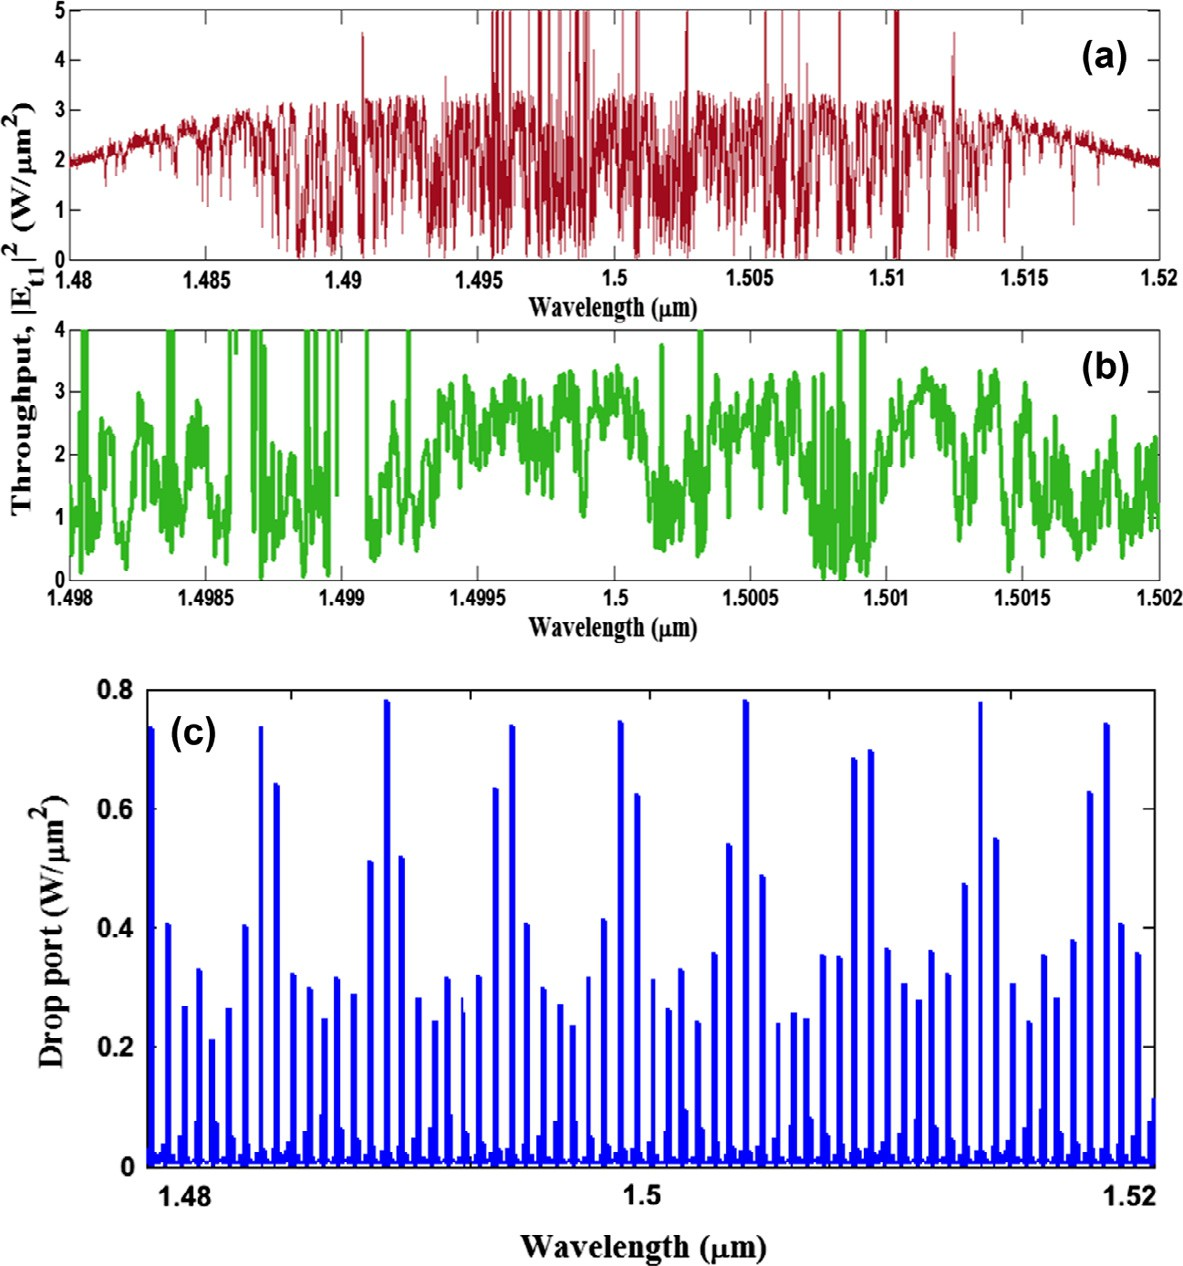 5
4
3
2
1
0
(a)
1.48 1.485 1.49 1.495 1.5 1.505 1.51 1.515 1.52
Wavelength (μm)
Throughput, |Et1|2 (W/μm2)
4
3
2
1
0
(b)
1.498 1.4985 1.499 1.4995 1.5 1.5005 1.501 1.5015 1.502
Wavelength (μm)
0.8
0.6
0.4
0.2
0
(c)
Drop port (W/μm2)
1.48 1.5 1.52
Wavelength (μm)